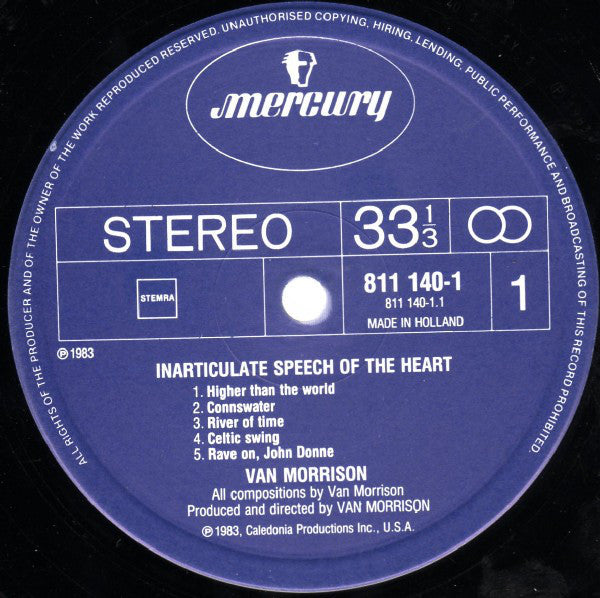 ALL RIGHTS OF THE PRODUCER AND OF THE OWNER OF THE WORK REPRODUCED RESERVED. UNAUTHORISED COPYING, HIRING, LENDING, PUBLIC PERFORMANCE AND BROADCASTING OF THIS RECORD PROHIBITED.
mercury
STEREO
33 1/3
811 140-1
811 140-1.1
MADE IN HOLLAND
1
STEMRA
℗ 1983
INARTICULATE SPEECH OF THE HEART
1. Higher than the world
2. Connswater
3. River of time
4. Celtic swing
5. Rave on, John Donne
VAN MORRISON
All compositions by Van Morrison
Produced and directed by VAN MORRISON
℗ 1983, Caledonia Productions Inc., U.S.A.